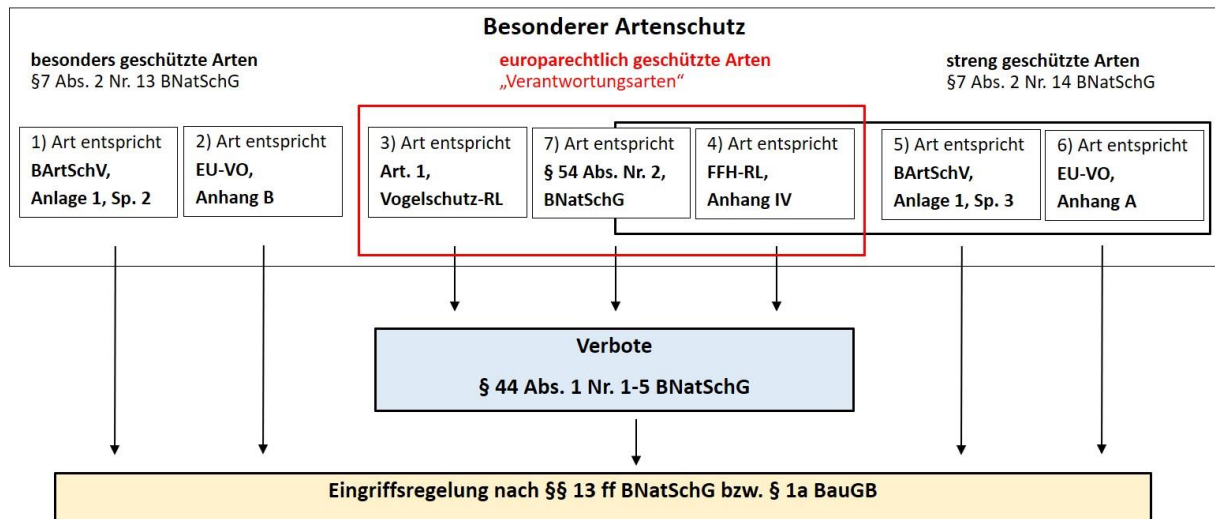 Besonderer Artenschutz
besonders geschützte Arten
§7 Abs. 2 Nr. 13 BNatSchG
europarechtlich geschützte Arten
„Verantwortungsarten“
streng geschützte Arten
§7 Abs. 2 Nr. 14 BNatSchG
1) Art entspricht
BArtSchV,
Anlage 1, Sp. 2
2) Art entspricht
EU-VO,
Anhang B
3) Art entspricht
Art. 1,
Vogelschutz-RL
7) Art entspricht
§ 54 Abs. Nr. 2,
BNatSchG
4) Art entspricht
FFH-RL,
Anhang IV
5) Art entspricht
BArtSchV,
Anlage 1, Sp. 3
6) Art entspricht
EU-VO,
Anhang A
Verbote
§ 44 Abs. 1 Nr. 1-5 BNatSchG
Eingriffsregelung nach §§ 13 ff BNatSchG bzw. § 1a BauGB